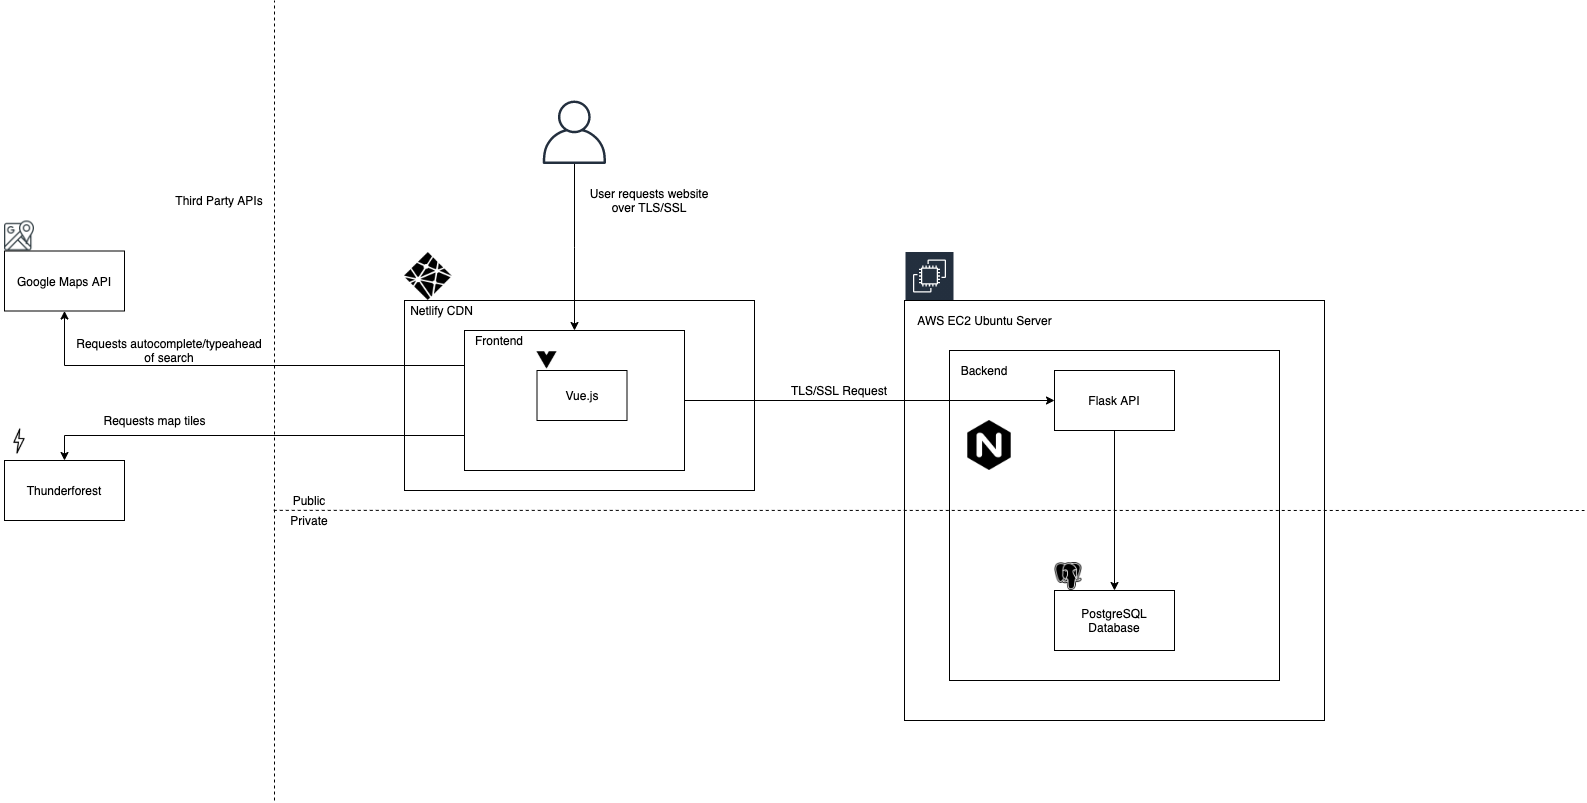 User requests website
over TLS/SSL
Third Party APIs
G
Google Maps API
Netlify CDN
AWS EC2 Ubuntu Server
Frontend
Requests autocomplete/typeahead
of search
Backend
Vue.js
TLS/SSL Request
Flask API
Requests map tiles
N
Thunderforest
Public
Private
PostgreSQL
Database